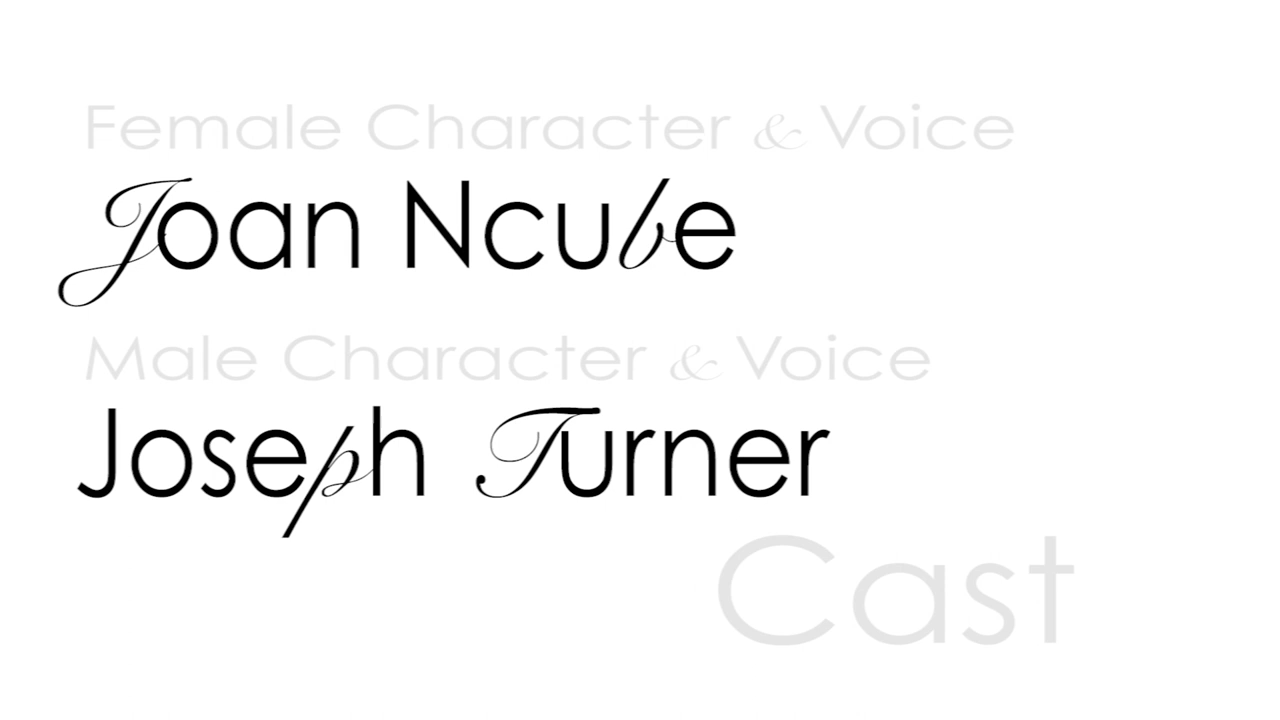 Female Character & Voice
Joan Ncube
Male Character & Voice
Joseph Turner
Cast